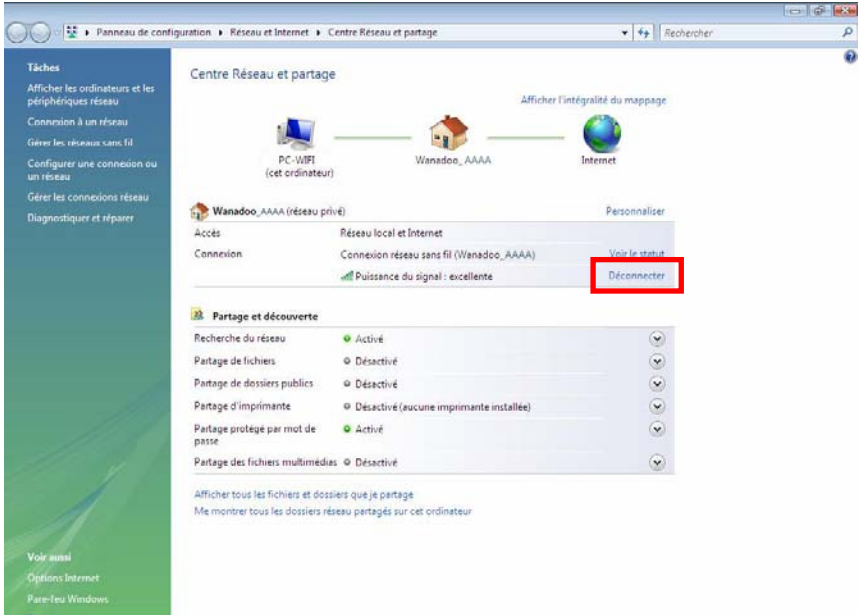 Panneau de configuration ▸ Réseau et Internet ▸ Centre Réseau et partage
Rechercher
Tâches
Afficher les ordinateurs et les
périphériques réseau
Connexion à un réseau
Gérer les réseaux sans fil
Configurer une connexion ou
un réseau
Gérer les connexions réseau
Diagnostiquer et réparer
Centre Réseau et partage
Afficher l'intégralité du mappage
PC-WIFI
(cet ordinateur)
Wanadoo_AAAA
Internet
Wanadoo_AAAA (réseau privé)
Personnaliser
Accès
Réseau local et Internet
Connexion
Connexion réseau sans fil (Wanadoo_AAAA)
Voir le statut
Puissance du signal : excellente
Déconnecter
Partage et découverte
Recherche du réseau
Activé
Partage de fichiers
Désactivé
Partage de dossiers publics
Désactivé
Partage d'imprimante
Désactivé (aucune imprimante installée)
Partage protégé par mot de
passe
Activé
Partage des fichiers multimédias
Désactivé
Afficher tous les fichiers et dossiers que je partage
Me montrer tous les dossiers réseau partagés sur cet ordinateur
Voir aussi
Options Internet
Pare-feu Windows